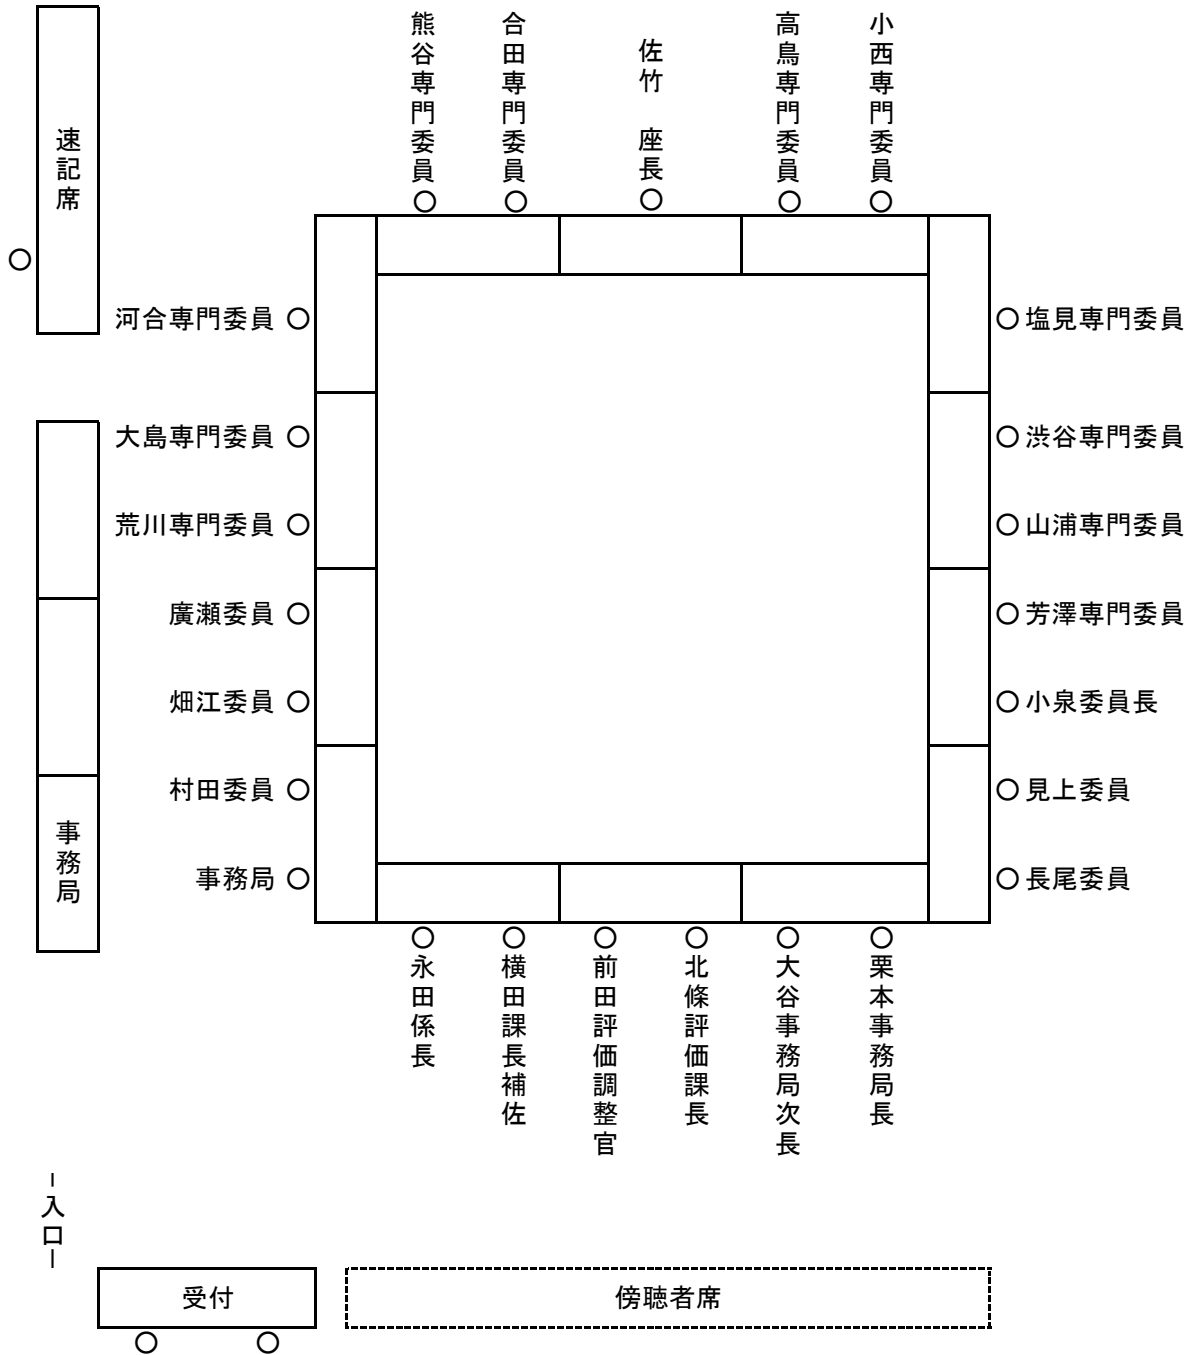 熊谷専門委員
合田専門委員
佐竹 座長
高鳥専門委員
小西専門委員
速記席
河合専門委員
大島専門委員
荒川専門委員
廣瀬委員
畑江委員
村田委員
事務局
塩見専門委員
渋谷専門委員
山浦専門委員
芳澤専門委員
小泉委員長
見上委員
長尾委員
事務局
永田係長
横田課長補佐
前田評価調整官
北條評価課長
大谷事務局次長
栗本事務局長
入口
受付
傍聴者席